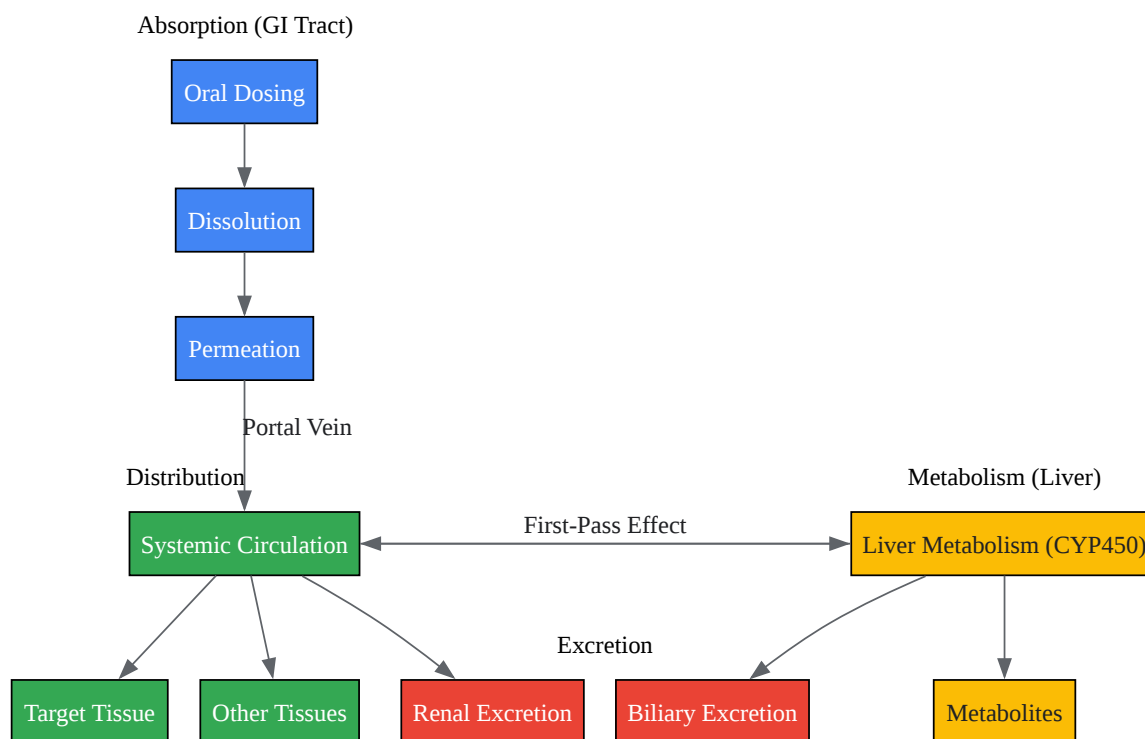 Absorption (GI Tract)
Oral Dosing
Dissolution
Permeation
Portal Vein
Distribution
Metabolism (Liver)
Systemic Circulation
First-Pass Effect
Liver Metabolism (CYP450)
Excretion
Target Tissue
Other Tissues
Renal Excretion
Biliary Excretion
Metabolites